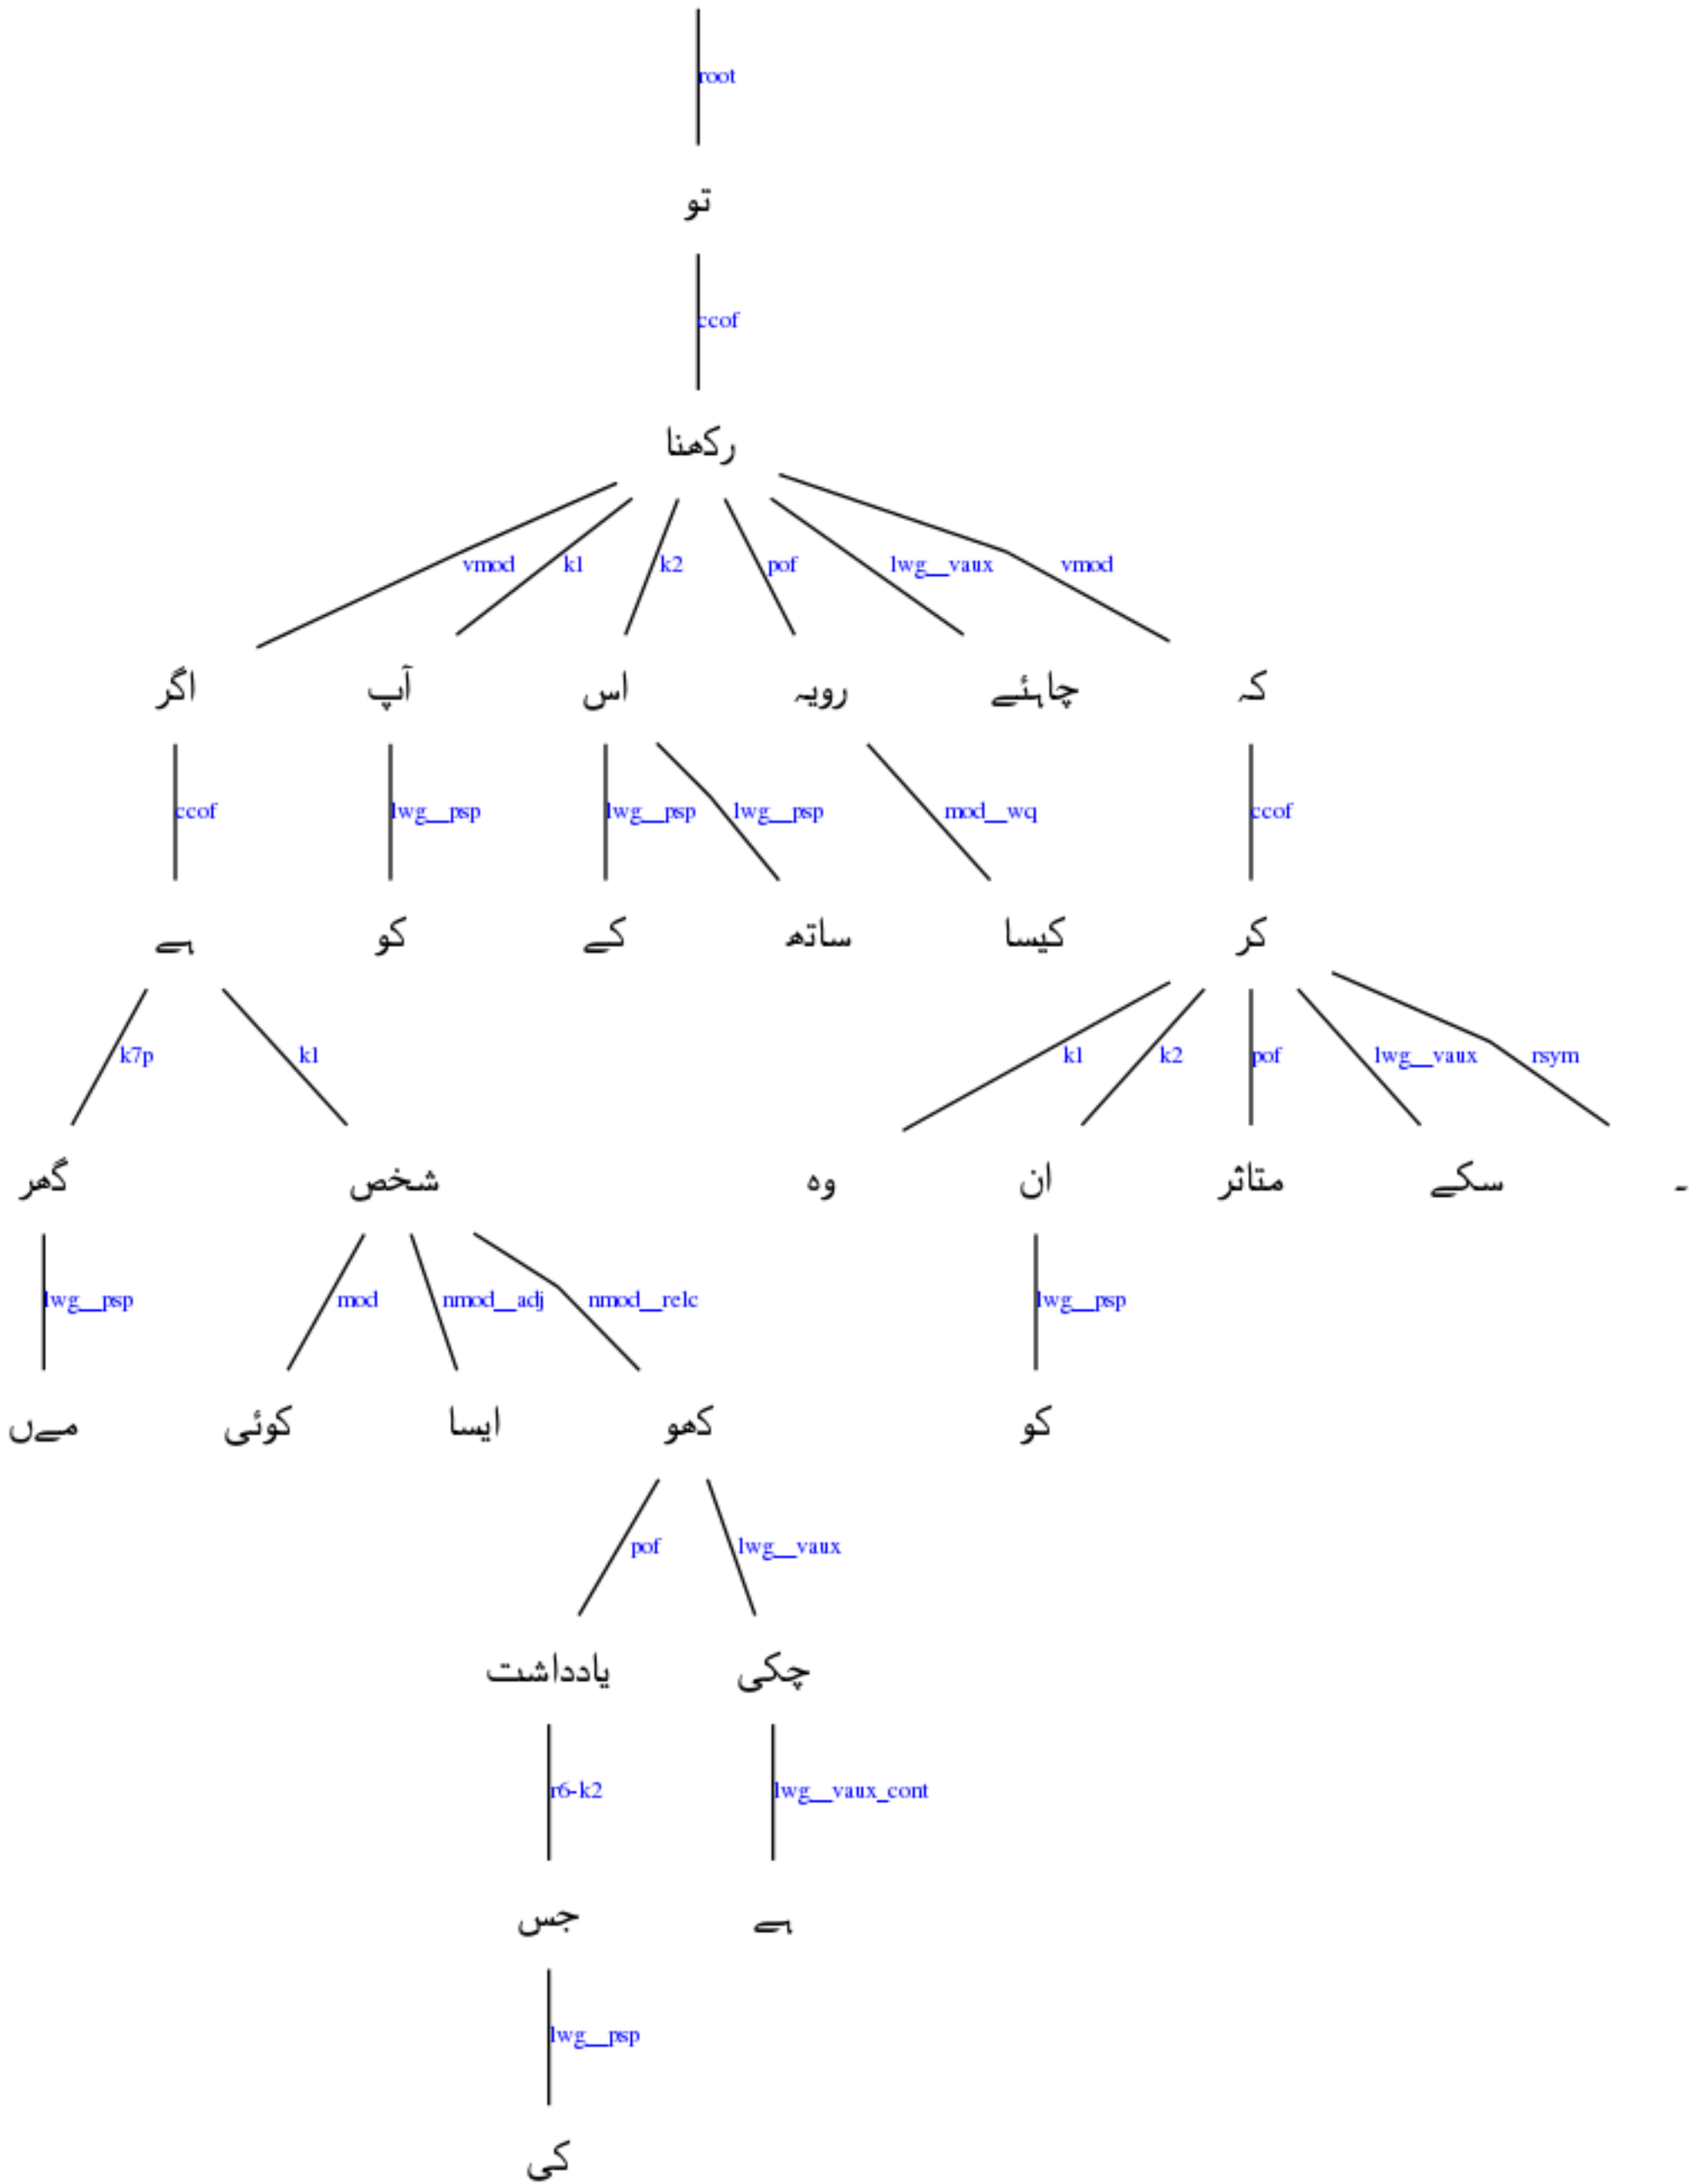 root
تو
ccof
رکھنا
vmod k1 k2 pof lwg__vaux vmod
اگر آپ اس رویہ چاہئے کہ
ccof lwg__psp lwg__psp lwg__psp mod__wq ccof
ہے کو کے ساتھ کیسا کر
k7p k1 k1 k2 pof lwg__vaux rsym
گھر شخص وہ ان متاثر سکے ۔
lwg__psp mod nmod__adj nmod__relc lwg__psp
مےں کوئی ایسا کھو کو
pof lwg__vaux
یادداشت چکی
r6-k2 lwg__vaux_cont
جس ہے
lwg__psp
کی